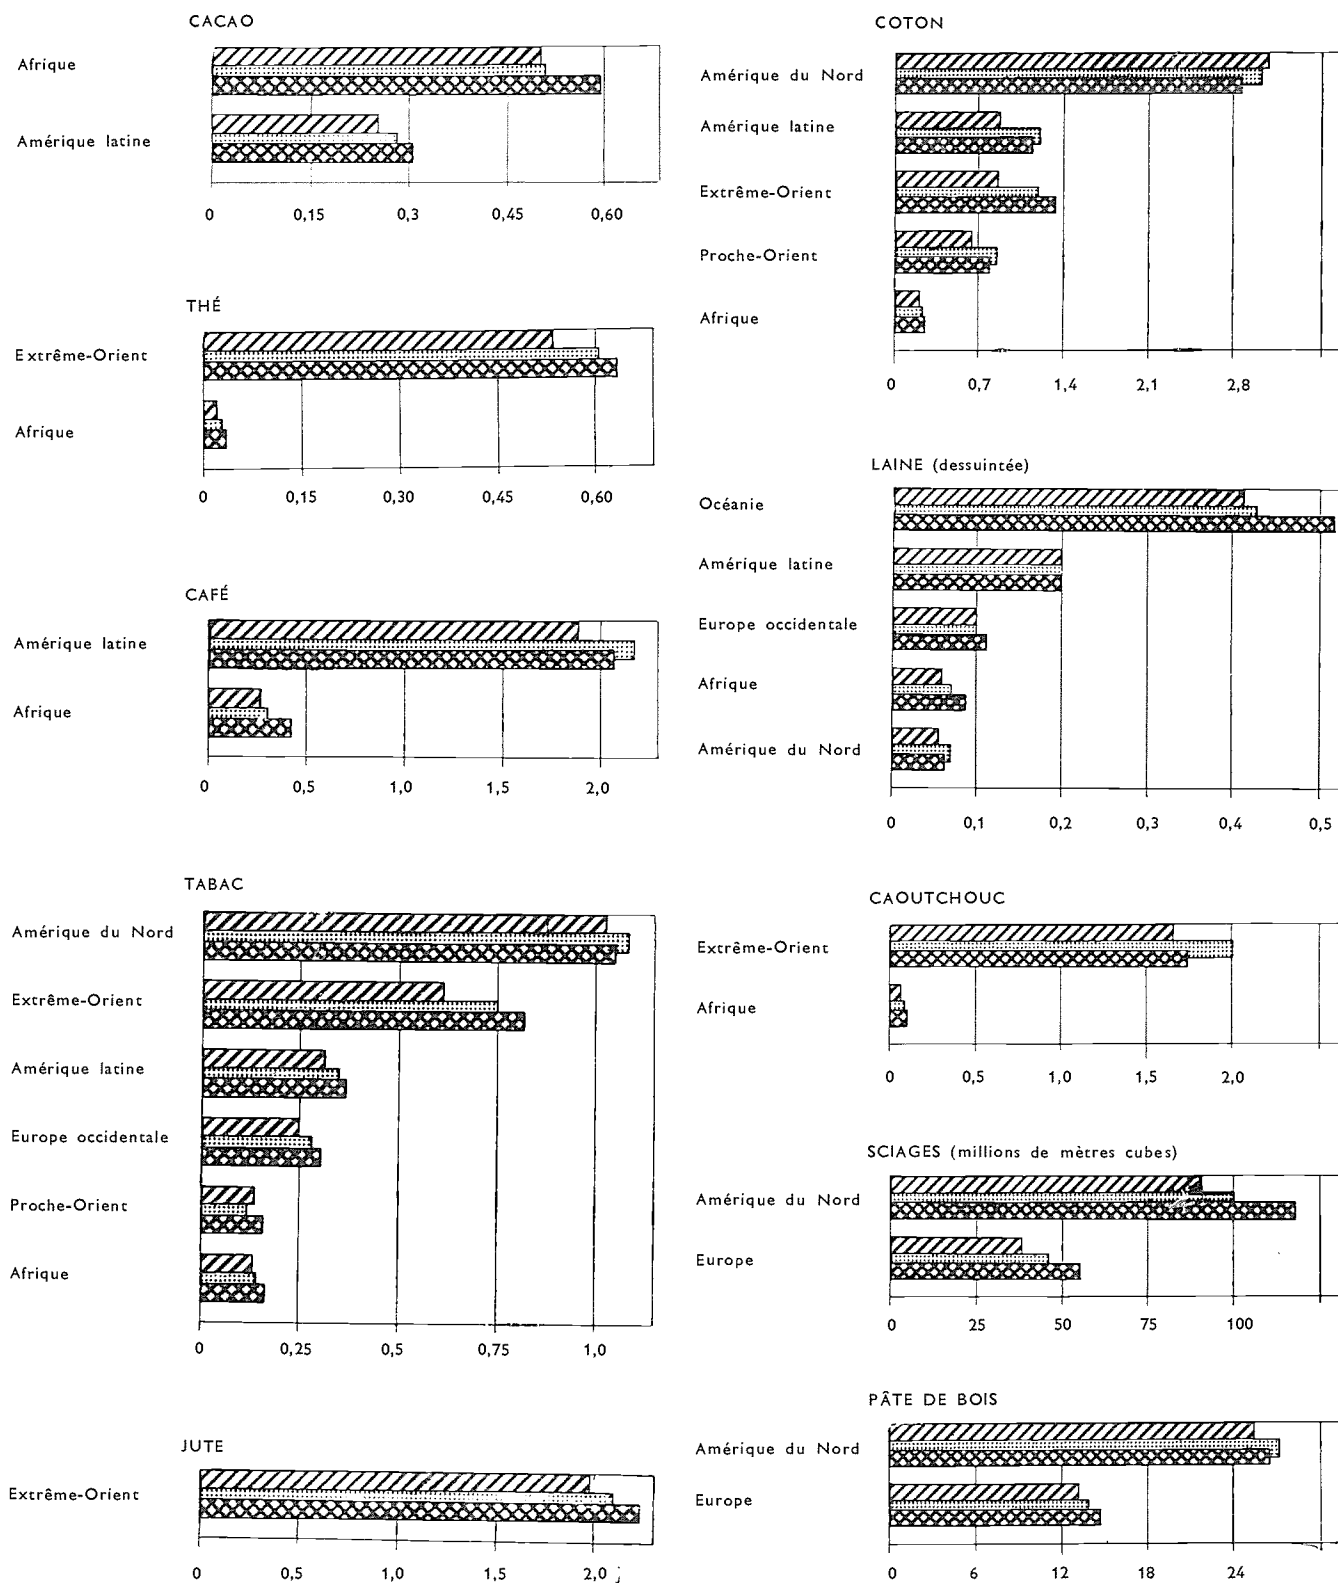 CACAO
Afrique
Amérique latine
0 0,15 0,3 0,45 0,60
THÉ
Extrême-Orient
Afrique
0 0,15 0,30 0,45 0,60
CAFÉ
Amérique latine
Afrique
0 0,5 1,0 1,5 2,0
TABAC
Amérique du Nord
Extrême-Orient
Amérique latine
Europe occidentale
Proche-Orient
Afrique
0 0,25 0,5 0,75 1,0
JUTE
Extrême-Orient
0 0,5 1,0 1,5 2,0
COTON
Amérique du Nord
Amérique latine
Extrême-Orient
Proche-Orient
Afrique
0 0,7 1,4 2,1 2,8
LAINE (dessuintée)
Océanie
Amérique latine
Europe occidentale
Afrique
Amérique du Nord
0 0,1 0,2 0,3 0,4 0,5
CAOUTCHOUC
Extrême-Orient
Afrique
0 0,5 1,0 1,5 2,0
SCIAGES (millions de mètres cubes)
Amérique du Nord
Europe
0 25 75 100
PÂTE DE BOIS
Amérique du Nord
Europe
0 6 12 18 24